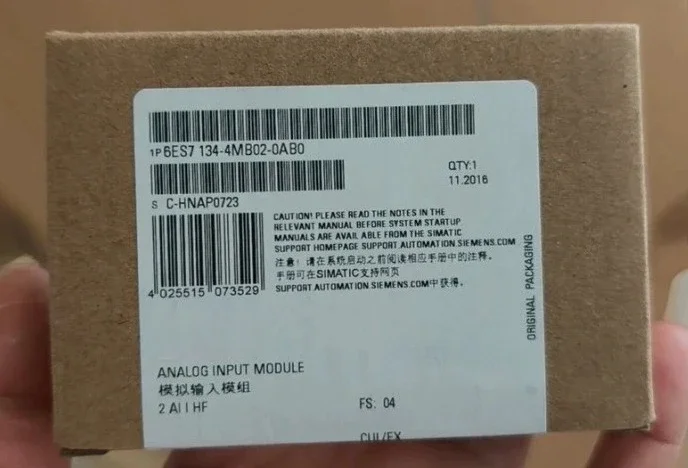 1P 6ES7 134-4MB02-0AB0
QTY:1
11.2016
S C-HNAP0723
CAUTION! PLEASE READ THE NOTES IN THE
RELEVANT MANUAL BEFORE SYSTEM STARTUP
MANUALS ARE AVAILABLE FROM THE SIMATIC
SUPPORT HOMEPAGE SUPPORT.AUTOMATION.SIEMENS.COM
注意：请在系统启动之前阅读相应手册中的注释。
手册可在SIMATIC支持网页
SUPPORT.AUTOMATION.SIEMENS.COM中获得。
4 025515 073529
ORIGINAL PACKAGING
ANALOG INPUT MODULE
模拟输入模组
2 AI I HF
FS: 04